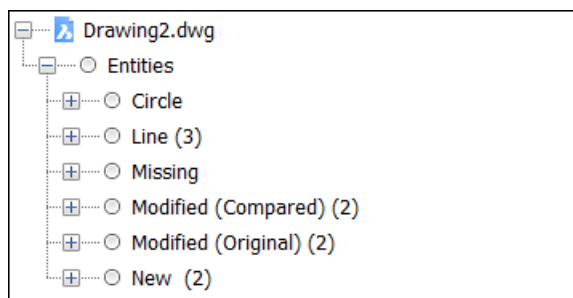 Drawing2.dwg
Entities
Circle
Line (3)
Missing
Modified (Compared) (2)
Modified (Original) (2)
New (2)